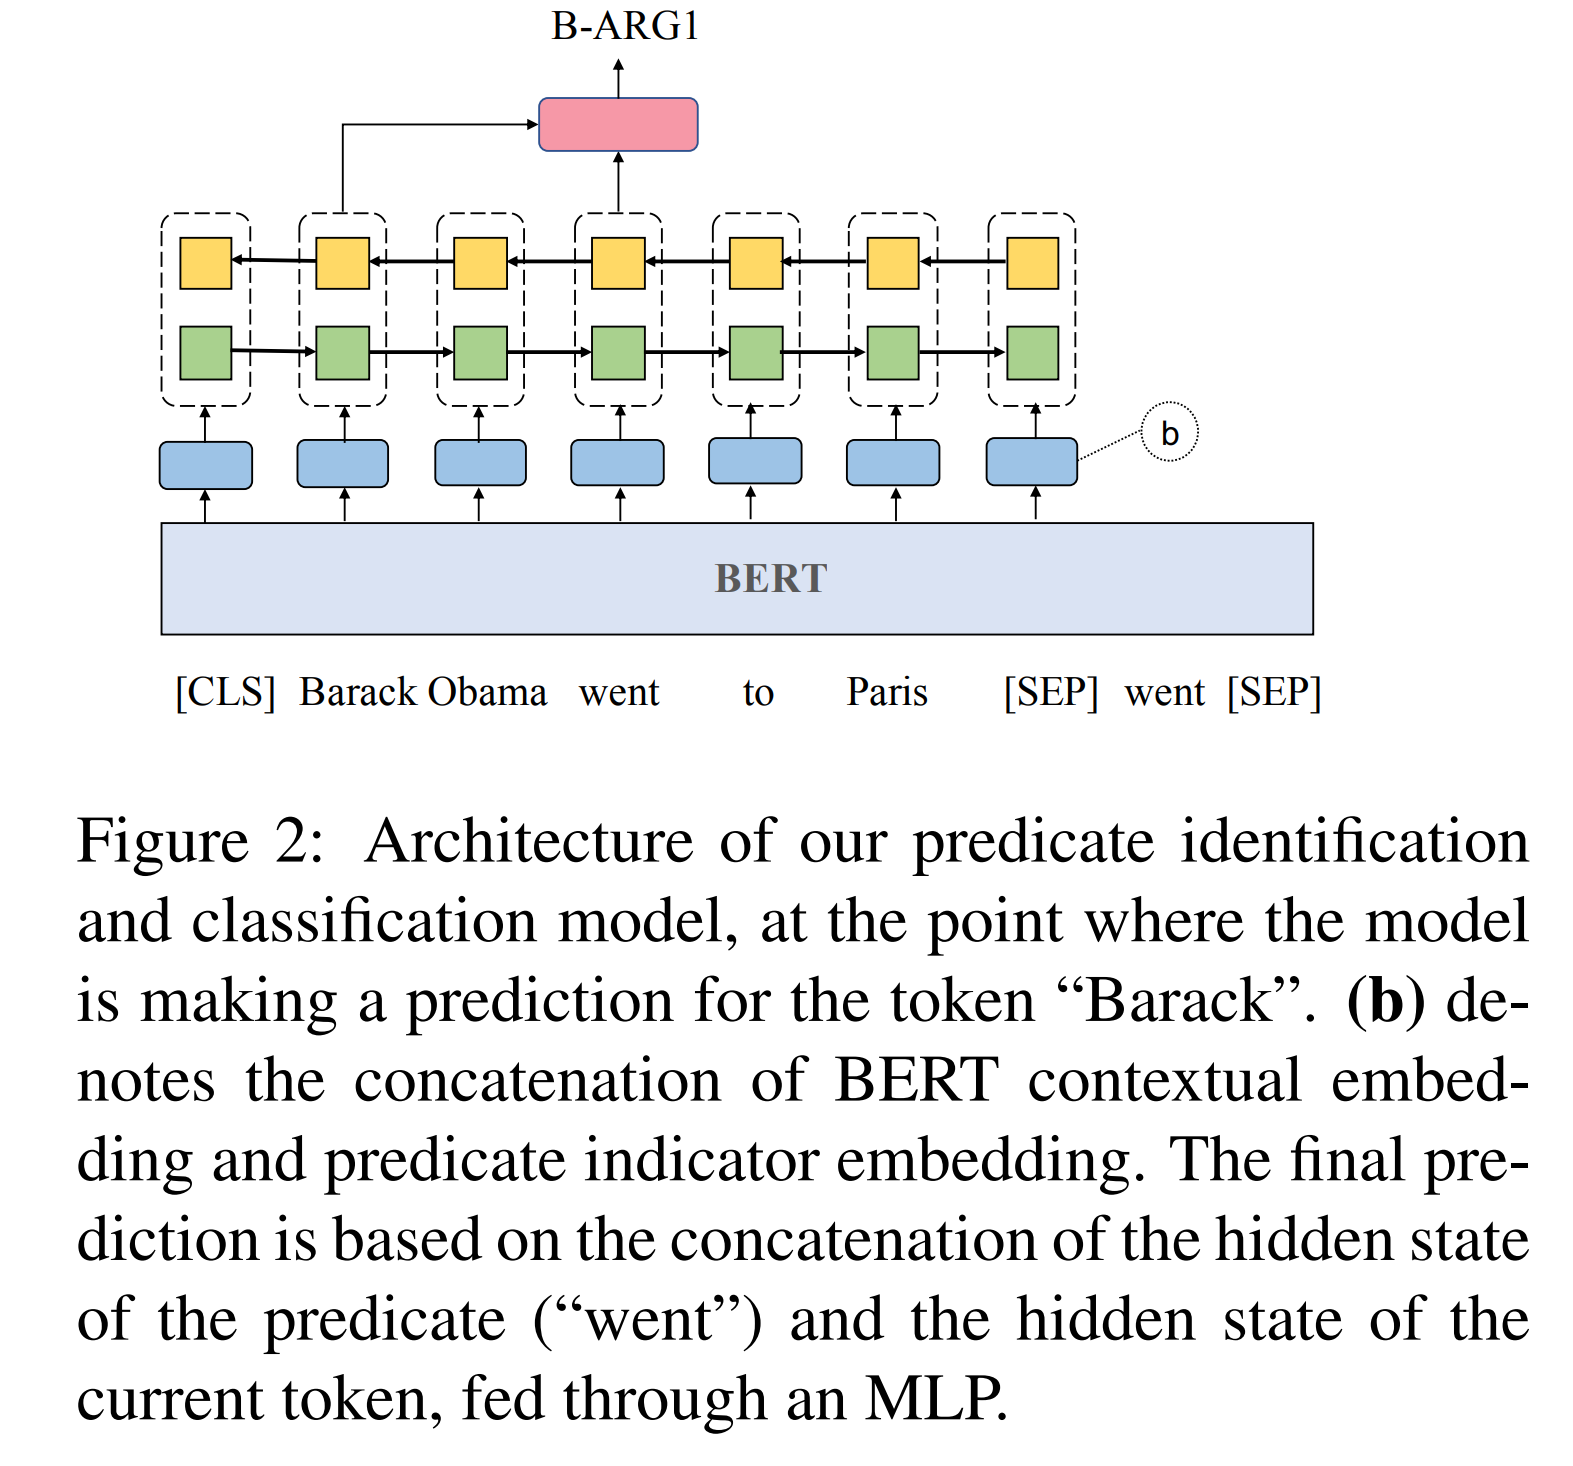 B-ARG1
b
BERT
[CLS] Barack Obama went to Paris [SEP] went [SEP]
Figure 2: Architecture of our predicate identification
and classification model, at the point where the model
is making a prediction for the token “Barack”. (b) de-
notes the concatenation of BERT contextual embed-
ding and predicate indicator embedding. The final pre-
diction is based on the concatenation of the hidden state
of the predicate (“went”) and the hidden state of the
current token, fed through an MLP.